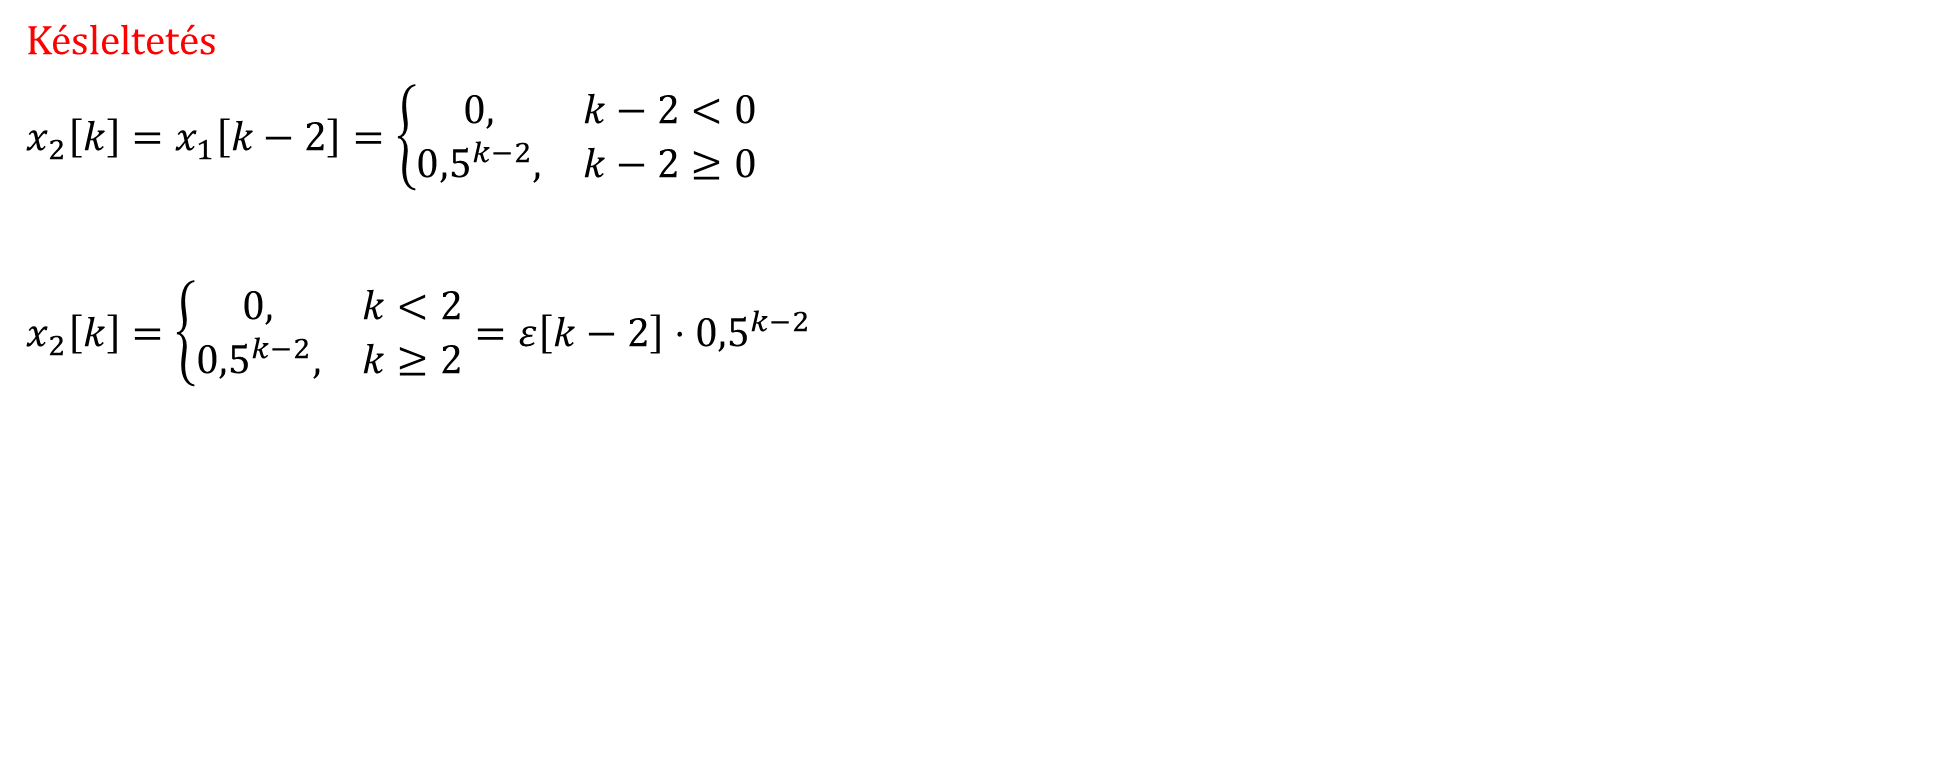 Késleltetés
x₂[k] = x₁[k − 2] = { 0, k − 2 < 0
0,5^{k−2}, k − 2 ≥ 0
x₂[k] = { 0, k < 2
0,5^{k−2}, k ≥ 2 = ε[k − 2] · 0,5^{k−2}